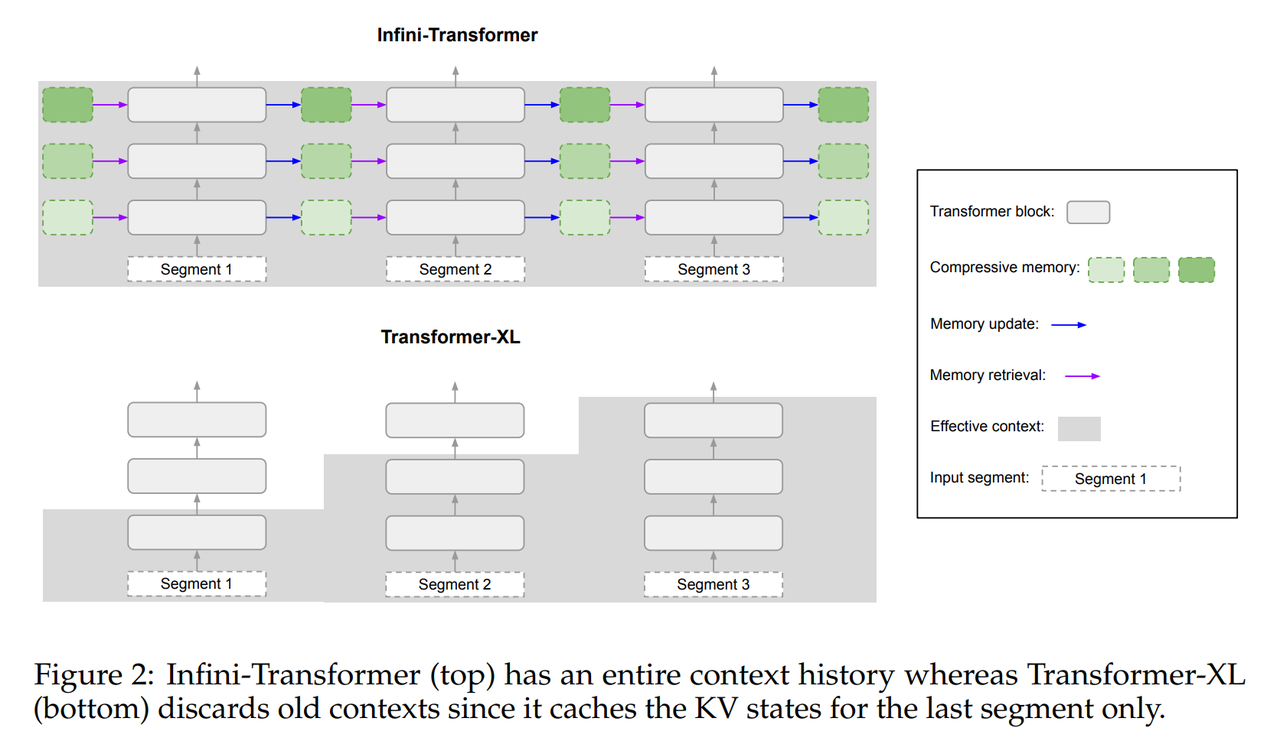 Infini-Transformer
Segment 1
Segment 2
Segment 3
Transformer-XL
Segment 1
Segment 2
Segment 3
Transformer block:
Compressive memory:
Memory update:
Memory retrieval:
Effective context:
Input segment:
Segment 1
Figure 2: Infini-Transformer (top) has an entire context history whereas Transformer-XL
(bottom) discards old contexts since it caches the KV states for the last segment only.